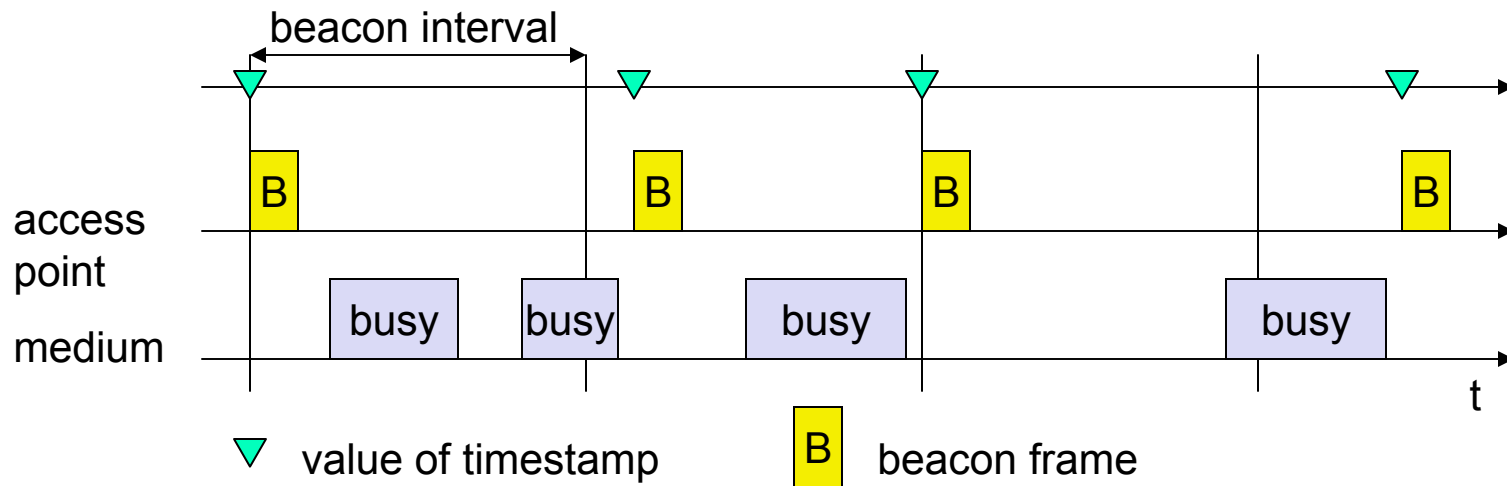 beacon interval
B B B B
access
point
busy busy busy busy
medium
t
value of timestamp B beacon frame